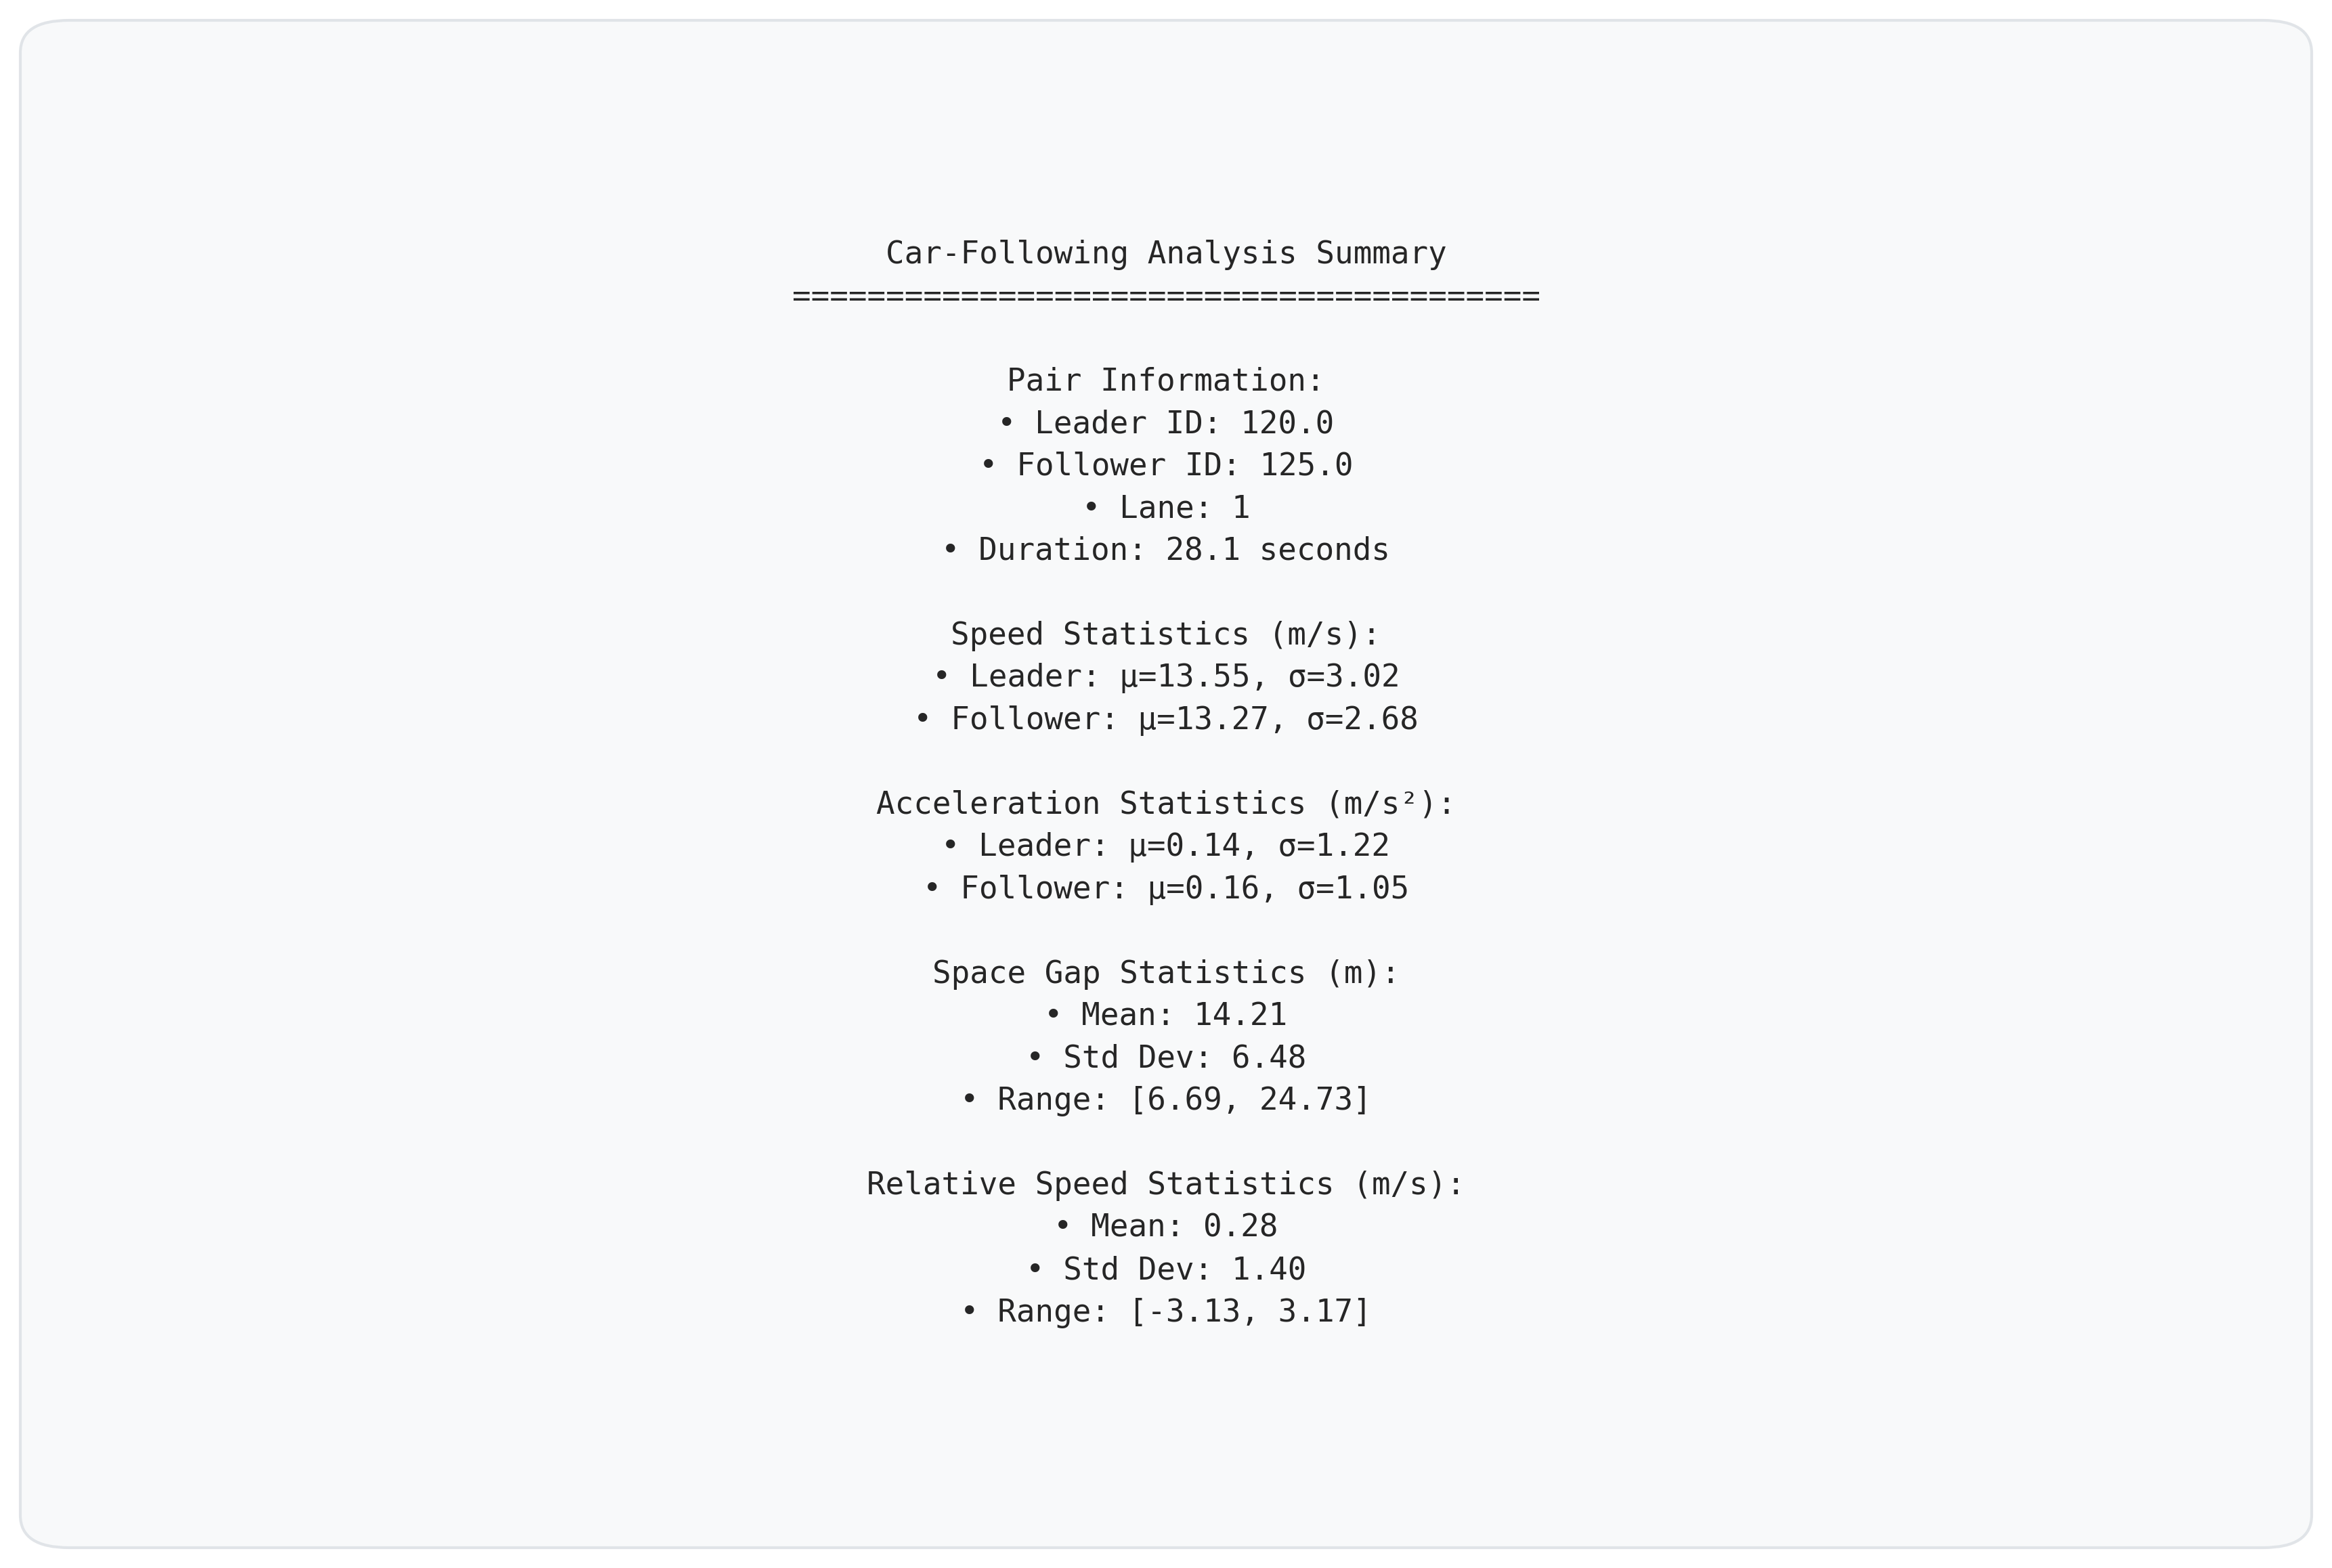 Car-Following Analysis Summary
========================================
Pair Information:
• Leader ID: 120.0
• Follower ID: 125.0
• Lane: 1
• Duration: 28.1 seconds
Speed Statistics (m/s):
• Leader: μ=13.55, σ=3.02
• Follower: μ=13.27, σ=2.68
Acceleration Statistics (m/s²):
• Leader: μ=0.14, σ=1.22
• Follower: μ=0.16, σ=1.05
Space Gap Statistics (m):
• Mean: 14.21
• Std Dev: 6.48
• Range: [6.69, 24.73]
Relative Speed Statistics (m/s):
• Mean: 0.28
• Std Dev: 1.40
• Range: [-3.13, 3.17]